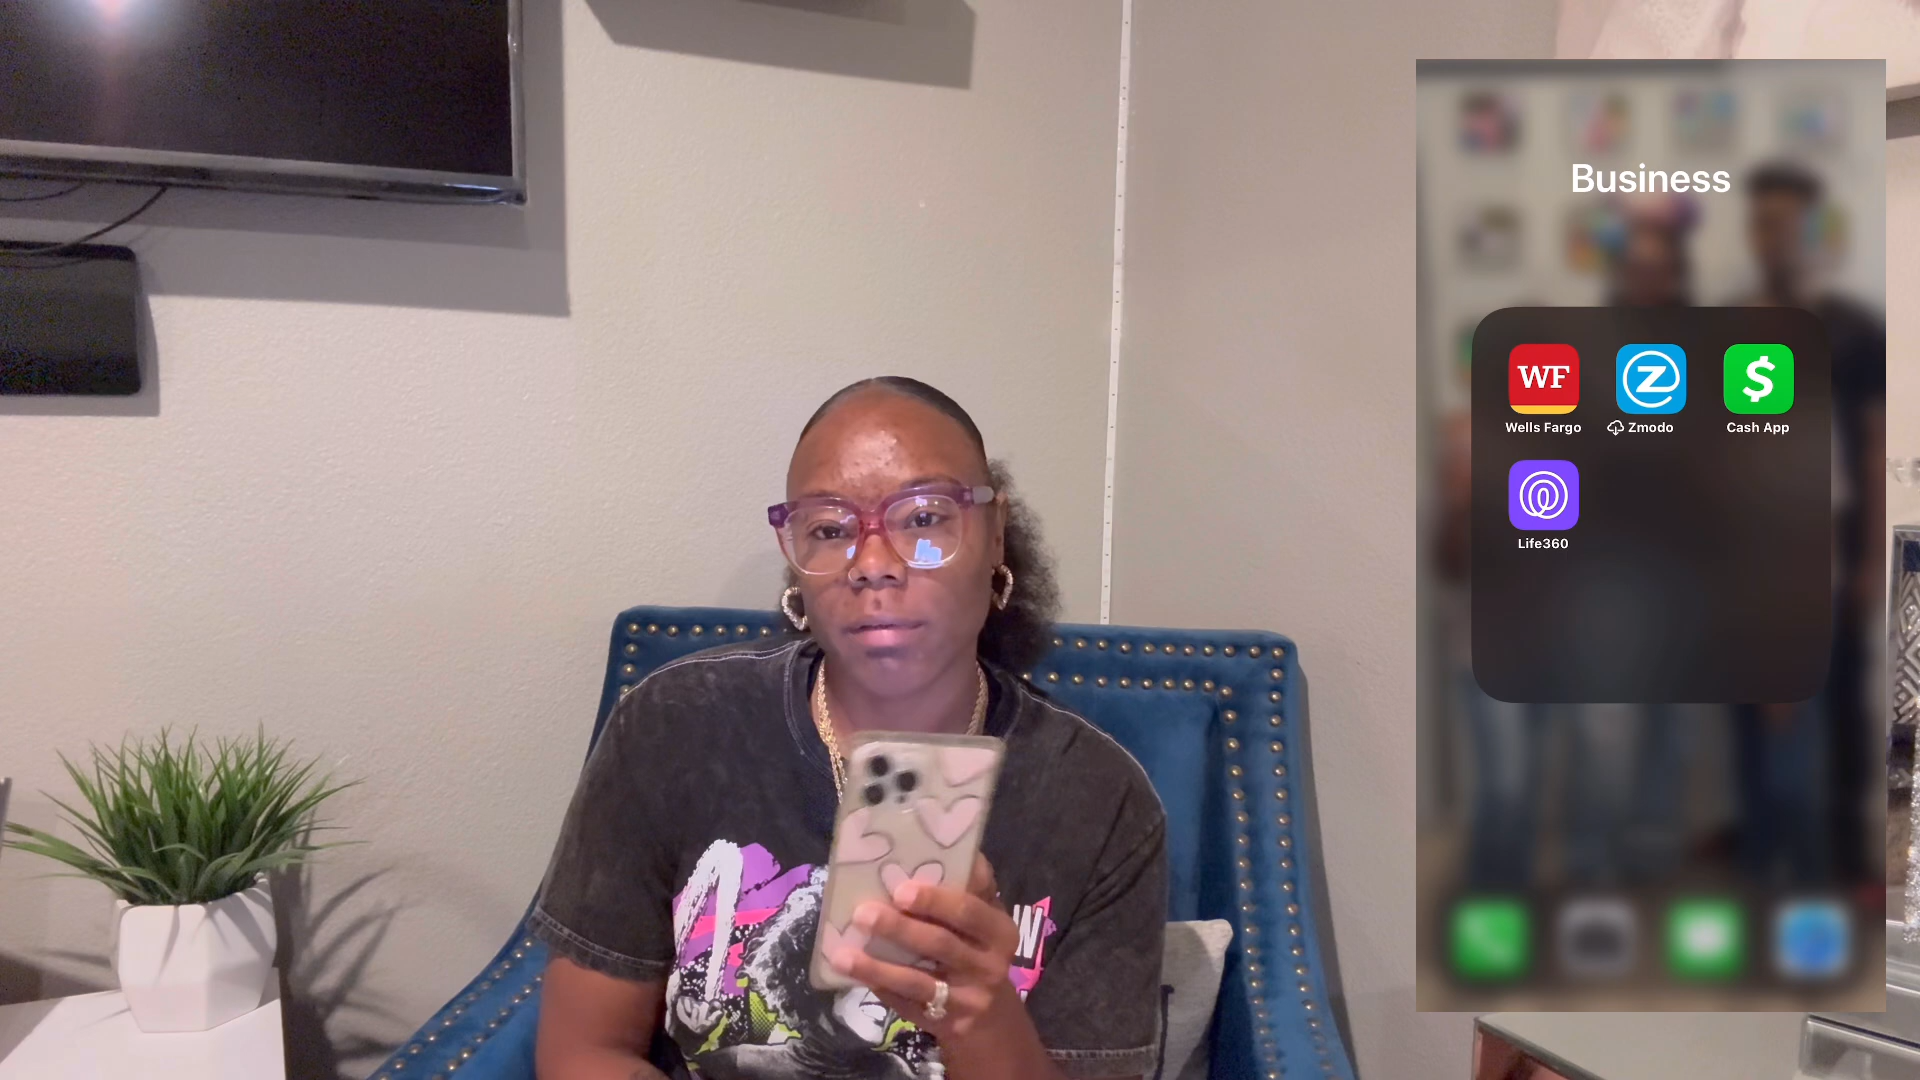 Business
WF
Z
$
Wells Fargo
Zmodo
Cash App
Life360